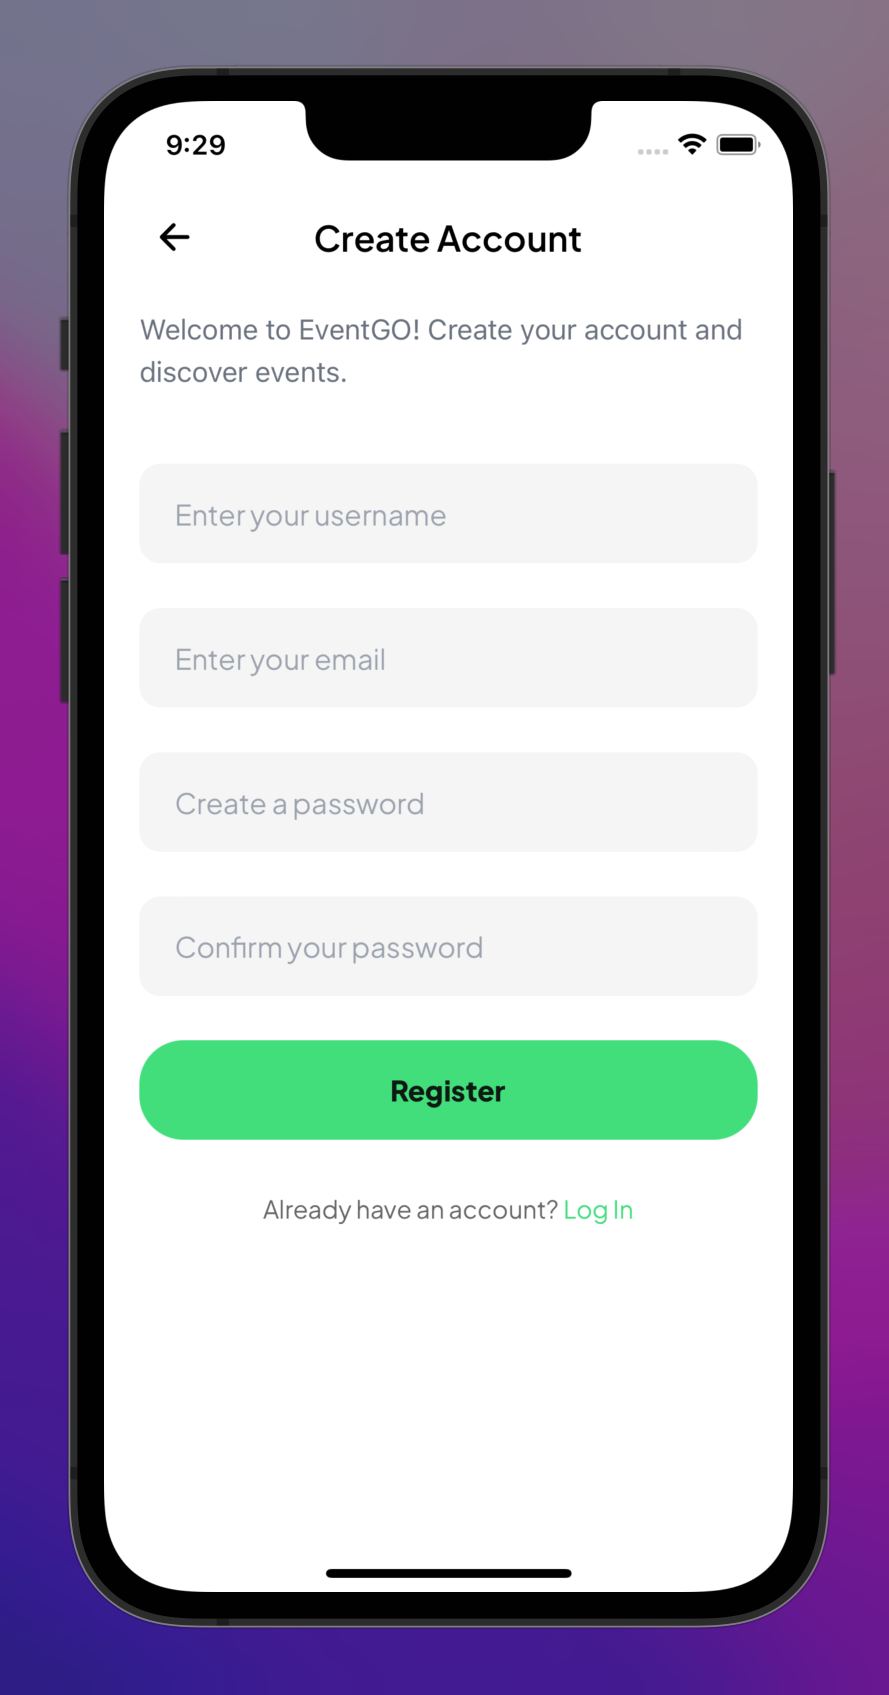 9:29
Create Account
Welcome to EventGO! Create your account and
discover events.
Enter your username
Enter your email
Create a password
Confirm your password
Register
Already have an account? Log In